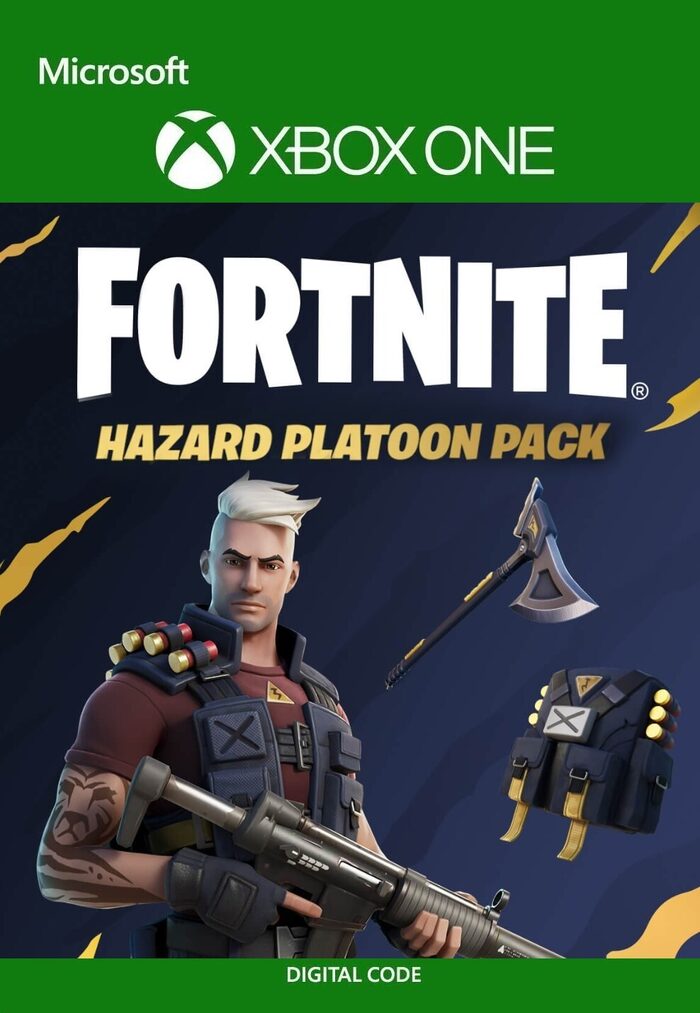 Microsoft
XBOX ONE
FORTNITE®
HAZARD PLATOON PACK
DIGITAL CODE